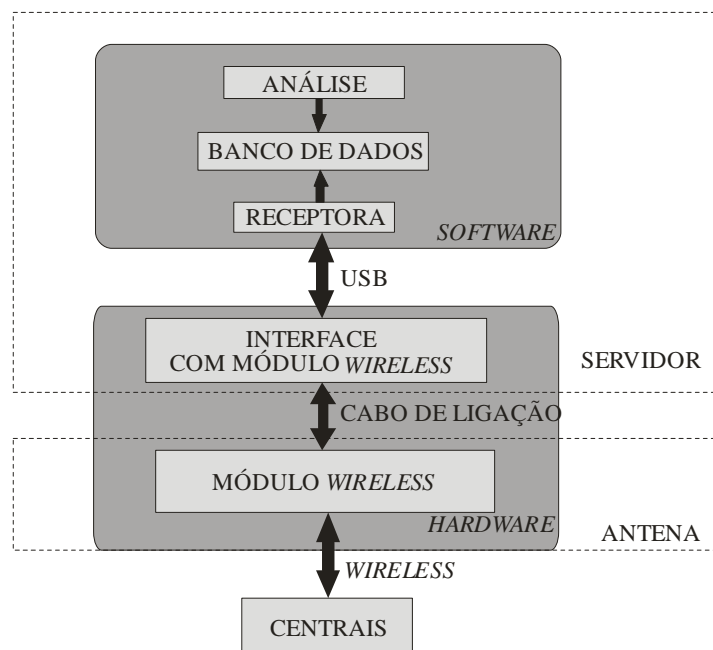 ANÁLISE
BANCO DE DADOS
RECEPTORA
SOFTWARE
USB
INTERFACE
COM MÓDULO WIRELESS
SERVIDOR
CABO DE LIGAÇÃO
MÓDULO WIRELESS
HARDWARE
ANTENA
WIRELESS
CENTRAIS